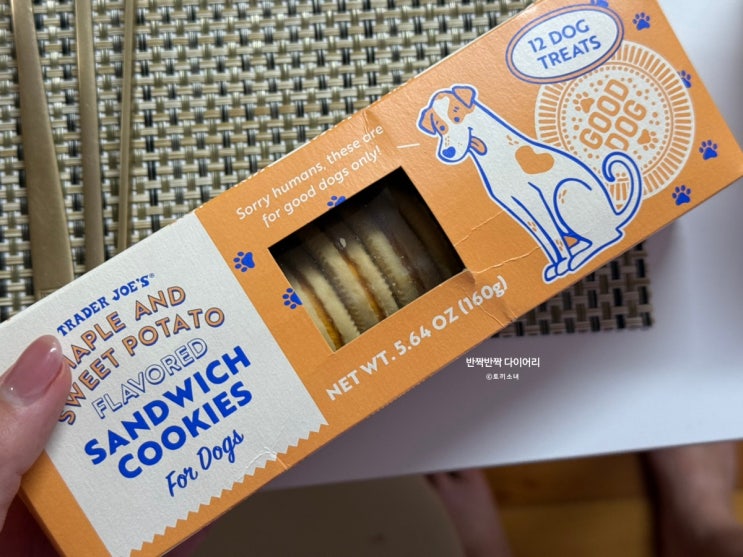 12 DOG
TREATS
GOOD
DOG
Sorry humans, these are
for good dogs only!
TRADER JOE'S®
MAPLE AND
SWEET POTATO
FLAVORED
SANDWICH
COOKIES
For Dogs
NET WT. 5.64 OZ (160g)
반짝반짝 다이어리
©토끼소녀